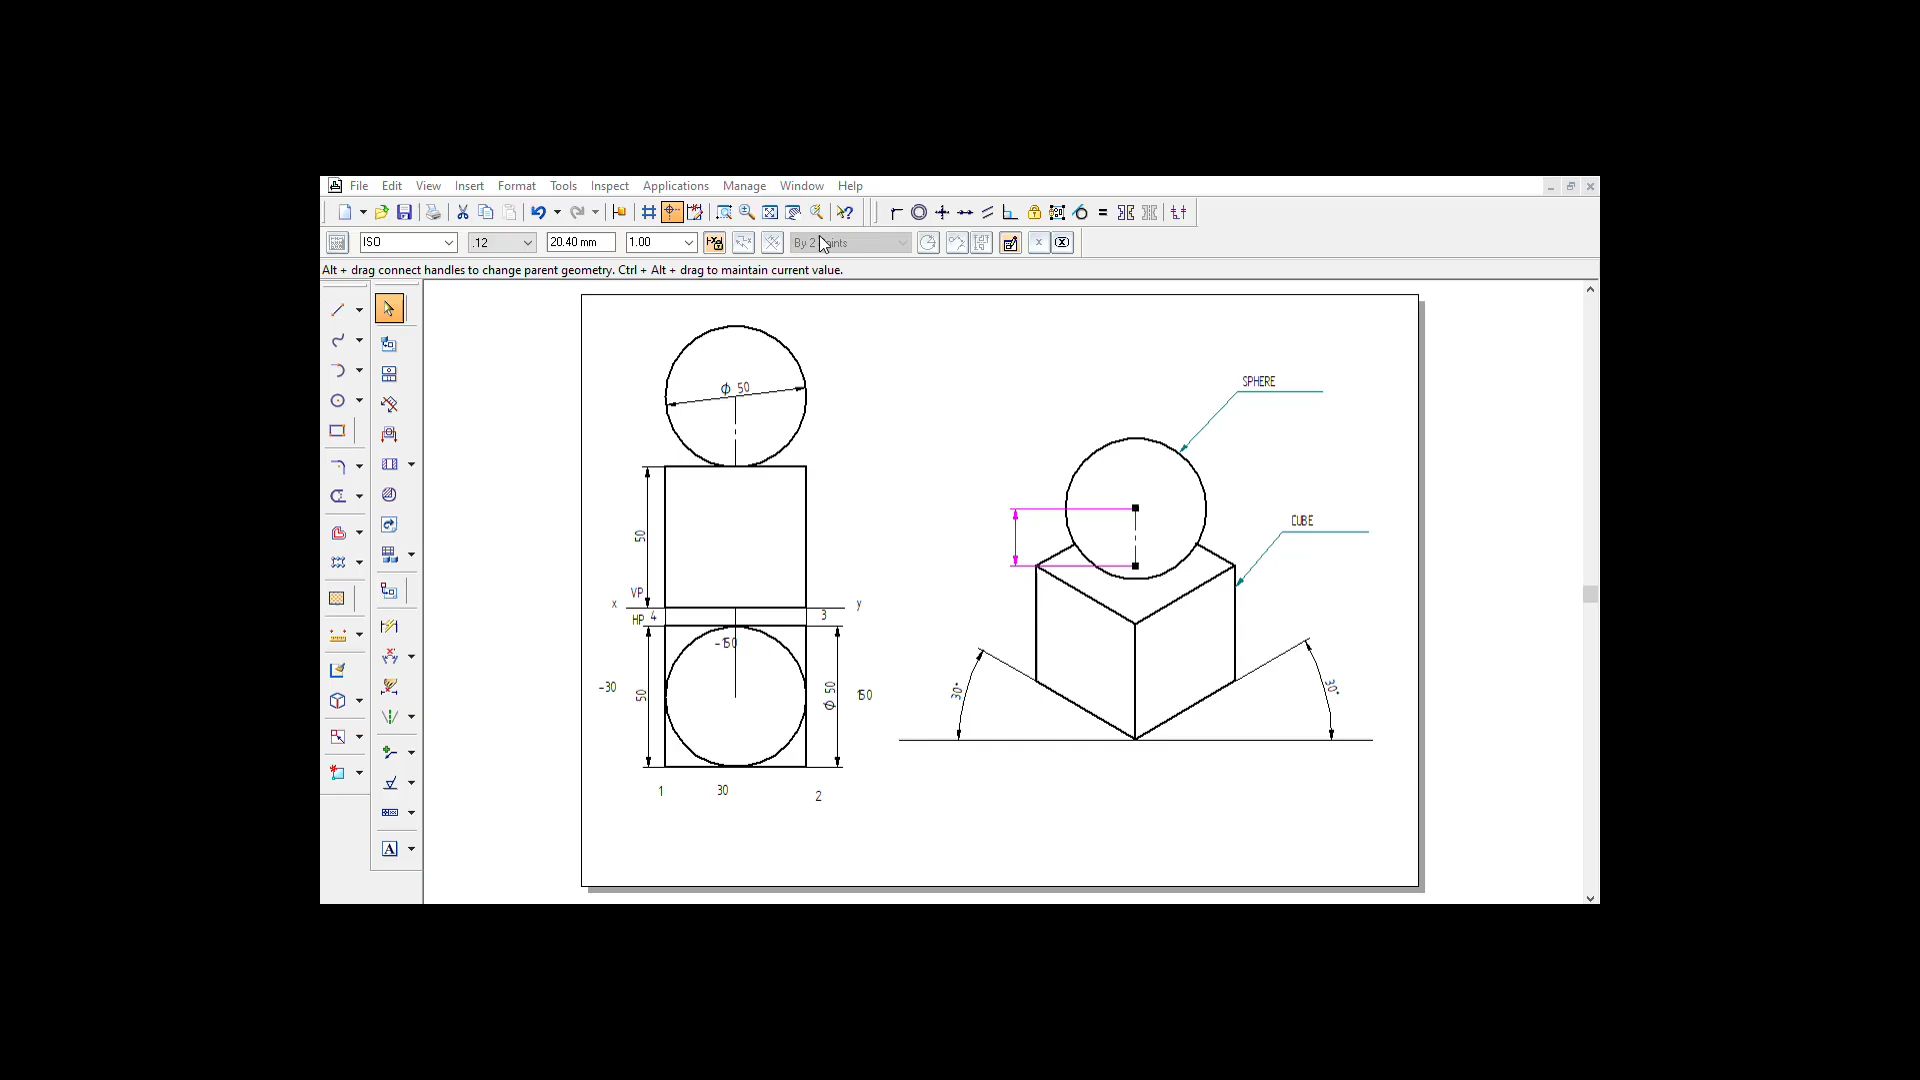 File Edit View Insert Format Tools Inspect Applications Manage Window Help
ISO .12 20.40 mm 1.00 By 2 Points
Alt + drag connect handles to change parent geometry. Ctrl + Alt + drag to maintain current value.
SPHERE
ϕ 50
CUBE
50
VP
x y
HP 4 3
-150
-30 50 ϕ 50 150
30° 30°
1 30 2
A